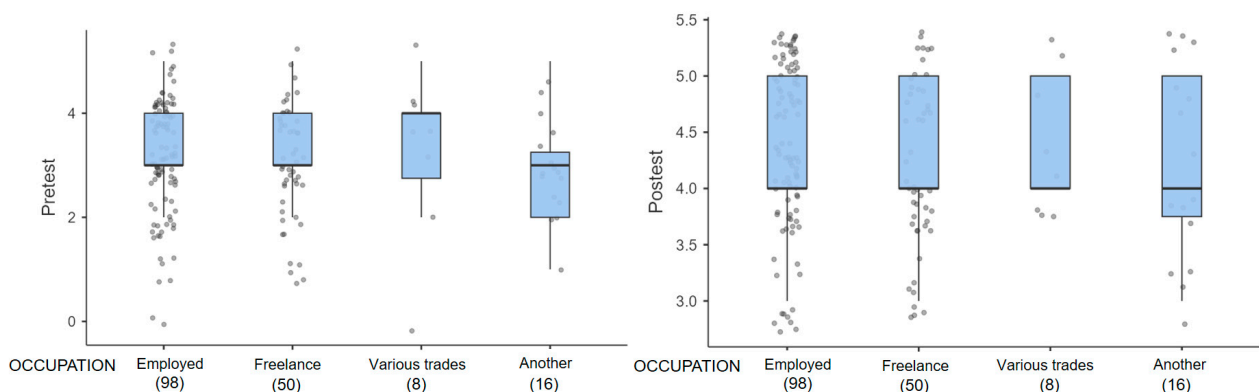 Pretest
4
2
0
OCCUPATION
Employed
(98)
Freelance
(50)
Various trades
(8)
Another
(16)
Postest
5.5
5.0
4.5
4.0
3.5
3.0
OCCUPATION
Employed
(98)
Freelance
(50)
Various trades
(8)
Another
(16)